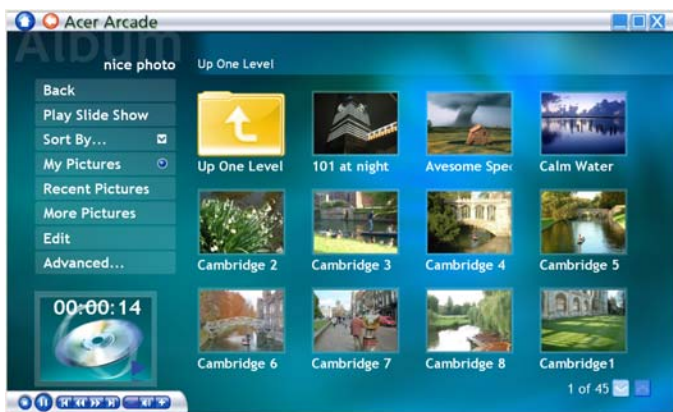 Acer Arcade
Album
nice photo
Up One Level
Back
Play Slide Show
Sort By...
My Pictures
Recent Pictures
More Pictures
Edit
Advanced...
00:00:14
Up One Level
101 at night
Avesome Spe
Calm Water
Cambridge 2
Cambridge 3
Cambridge 4
Cambridge 5
Cambridge 6
Cambridge 7
Cambridge 8
Cambridge1
1 of 45